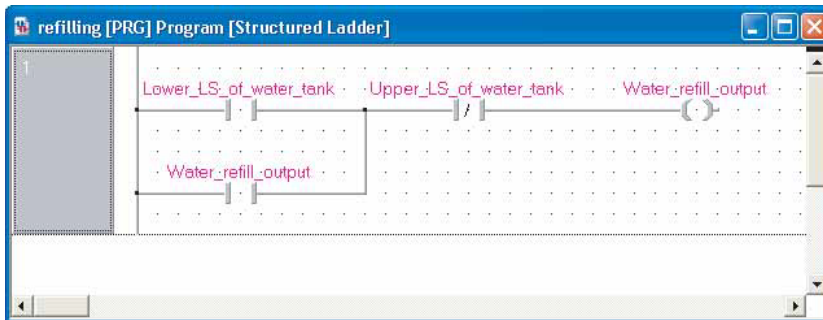 refilling [PRG] Program [Structured Ladder]
1
Lower_LS_of_water_tank Upper_LS_of_water_tank Water_refill_output
Water_refill_output